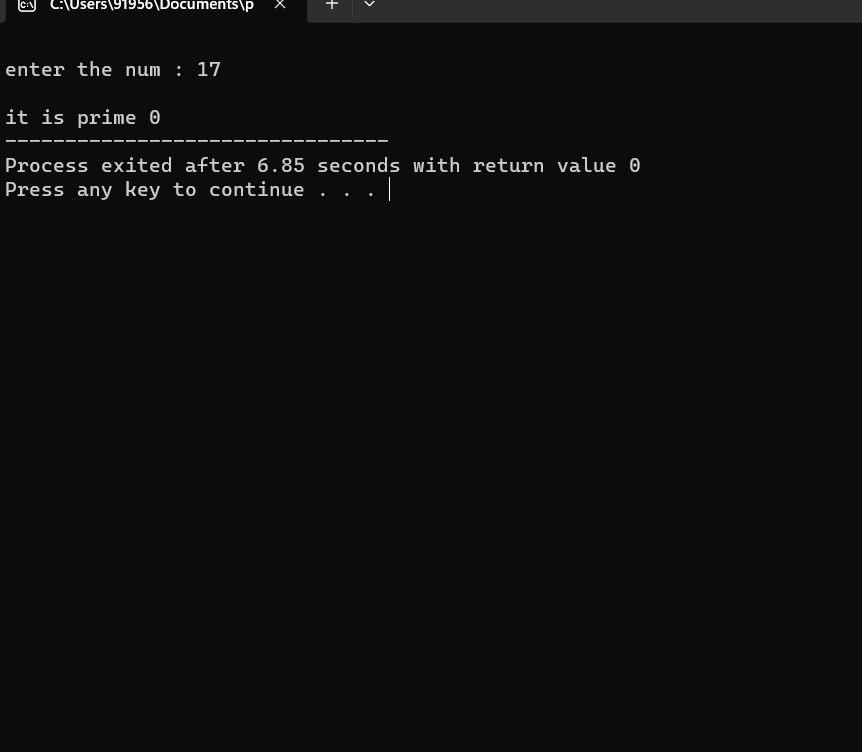 C:\Users\91956\Documents\p
enter the num : 17
it is prime 0
--------------------------------
Process exited after 6.85 seconds with return value 0
Press any key to continue . . .